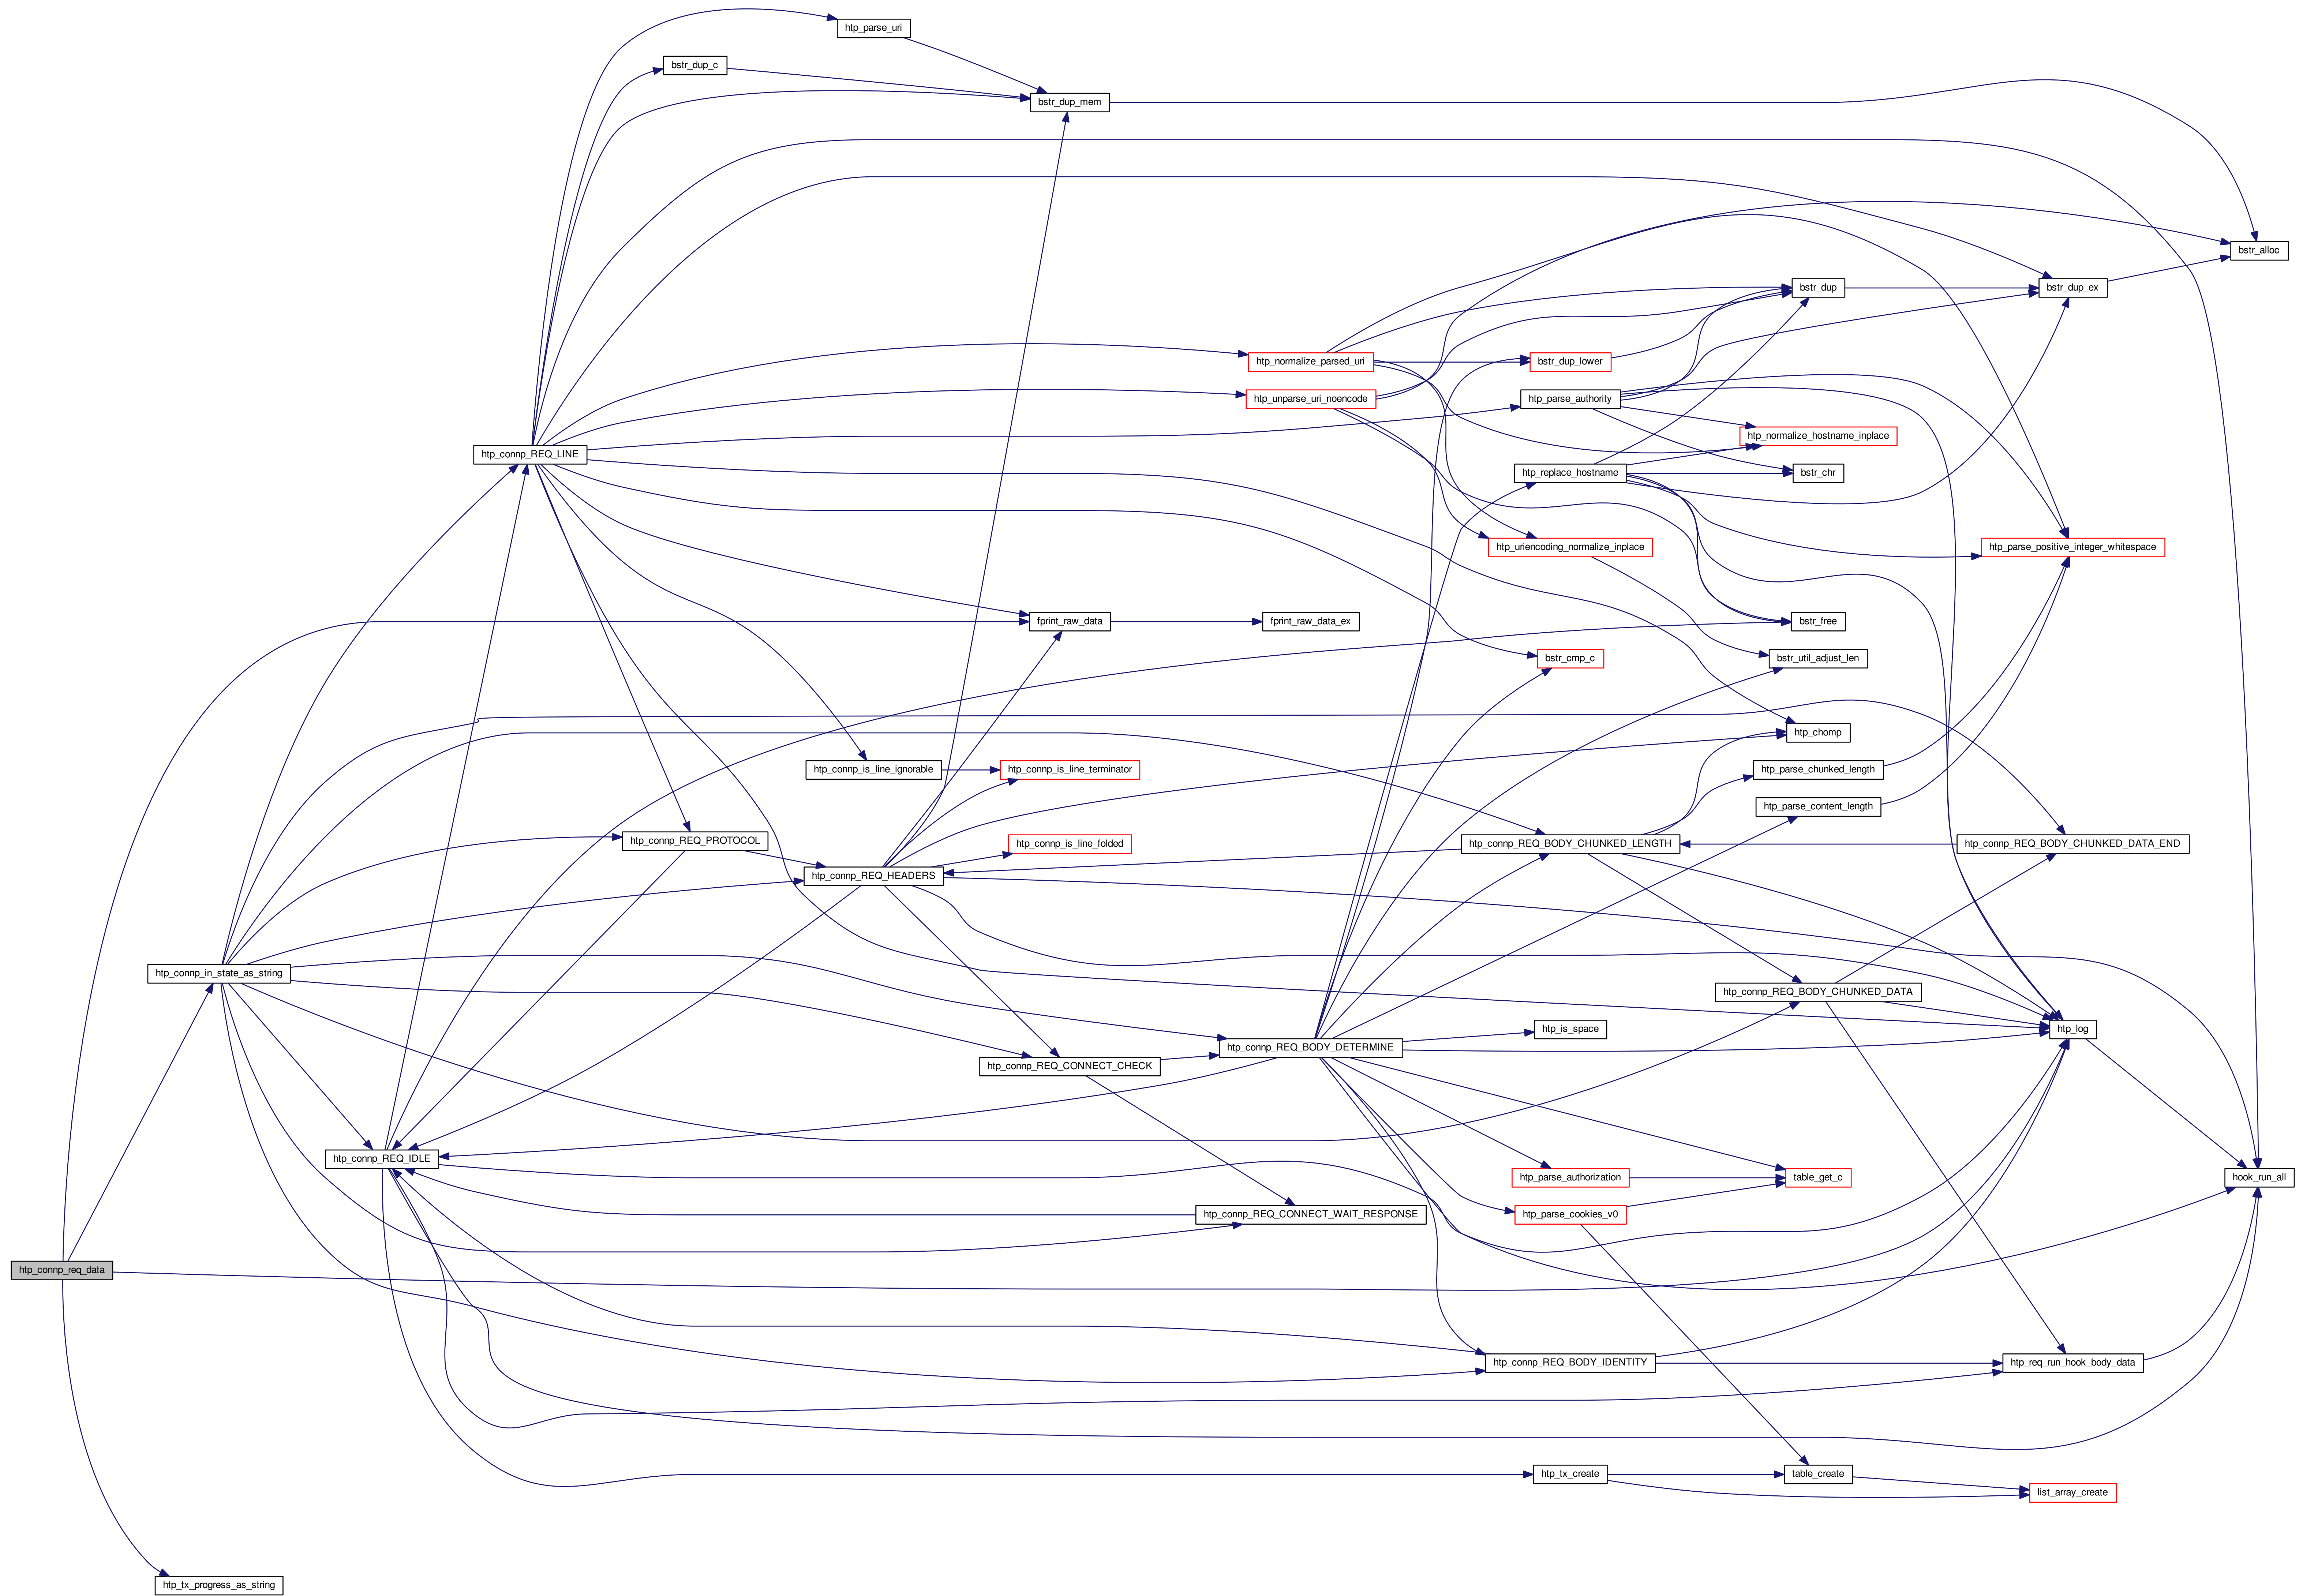 htp_parse_uri
bstr_dup_c
bstr_dup_mem
bstr_alloc
bstr_dup
bstr_dup_ex
htp_normalize_parsed_uri
bstr_dup_lower
htp_unparse_uri_noencode
htp_parse_authority
htp_normalize_hostname_inplace
htp_connp_REQ_LINE
htp_replace_hostname
bstr_chr
htp_uriencoding_normalize_inplace
htp_parse_positive_integer_whitespace
fprint_raw_data
fprint_raw_data_ex
bstr_free
bstr_cmp_c
bstr_util_adjust_len
htp_chomp
htp_connp_is_line_ignorable
htp_connp_is_line_terminator
htp_parse_chunked_length
htp_parse_content_length
htp_connp_REQ_PROTOCOL
htp_connp_is_line_folded
htp_connp_REQ_BODY_CHUNKED_LENGTH
htp_connp_REQ_BODY_CHUNKED_DATA_END
htp_connp_REQ_HEADERS
htp_connp_in_state_as_string
htp_connp_REQ_BODY_CHUNKED_DATA
htp_is_space
htp_log
htp_connp_REQ_BODY_DETERMINE
htp_connp_REQ_CONNECT_CHECK
htp_connp_REQ_IDLE
htp_parse_authorization
table_get_c
hook_run_all
htp_connp_REQ_CONNECT_WAIT_RESPONSE
htp_parse_cookies_v0
htp_connp_req_data
htp_connp_REQ_BODY_IDENTITY
htp_req_run_hook_body_data
htp_tx_create
table_create
list_array_create
htp_tx_progress_as_string